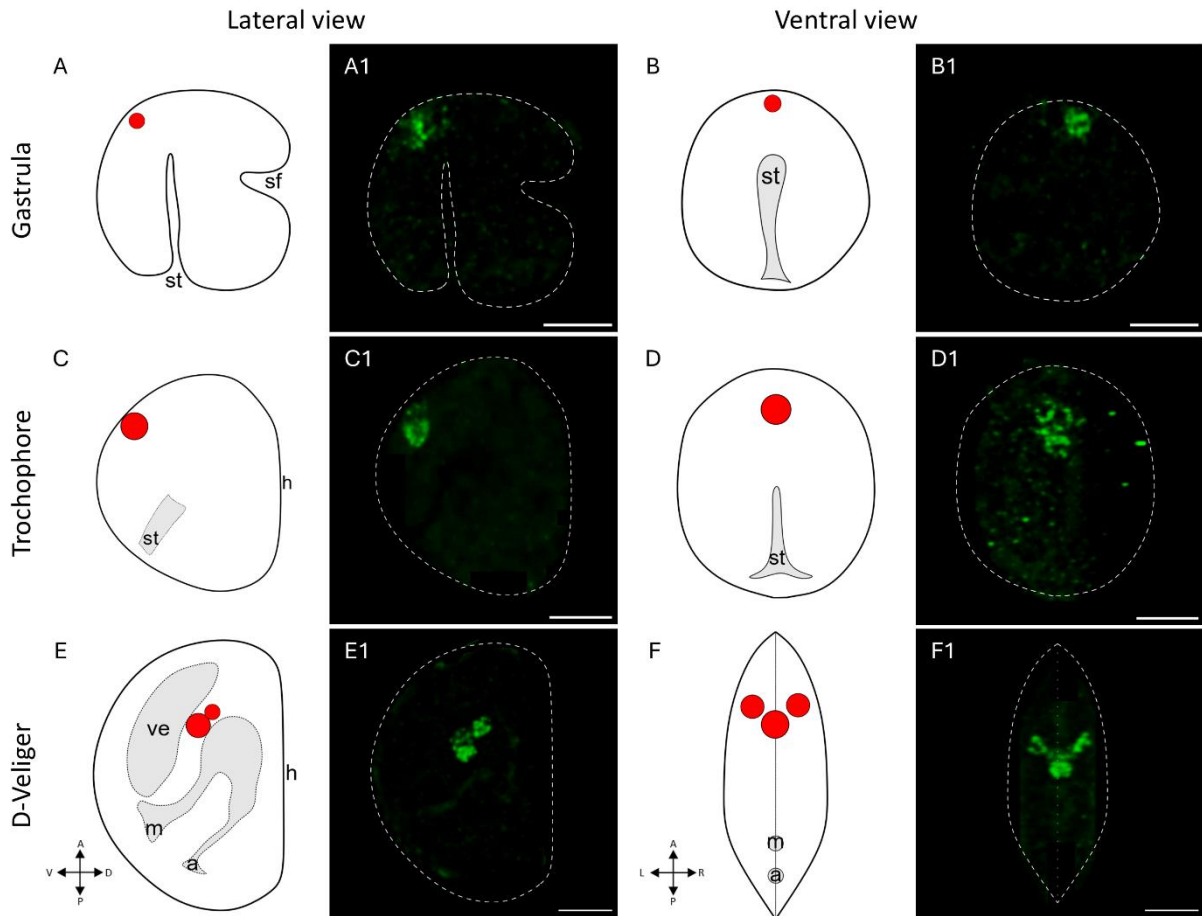 Lateral view
Ventral view
A
A1
B
B1
Gastrula
sf
st
st
C
C1
D
D1
Trochophore
h
st
st
E
E1
F
F1
D-Veliger
ve
h
m
a
m
a
A
V D
P
A
L R
P